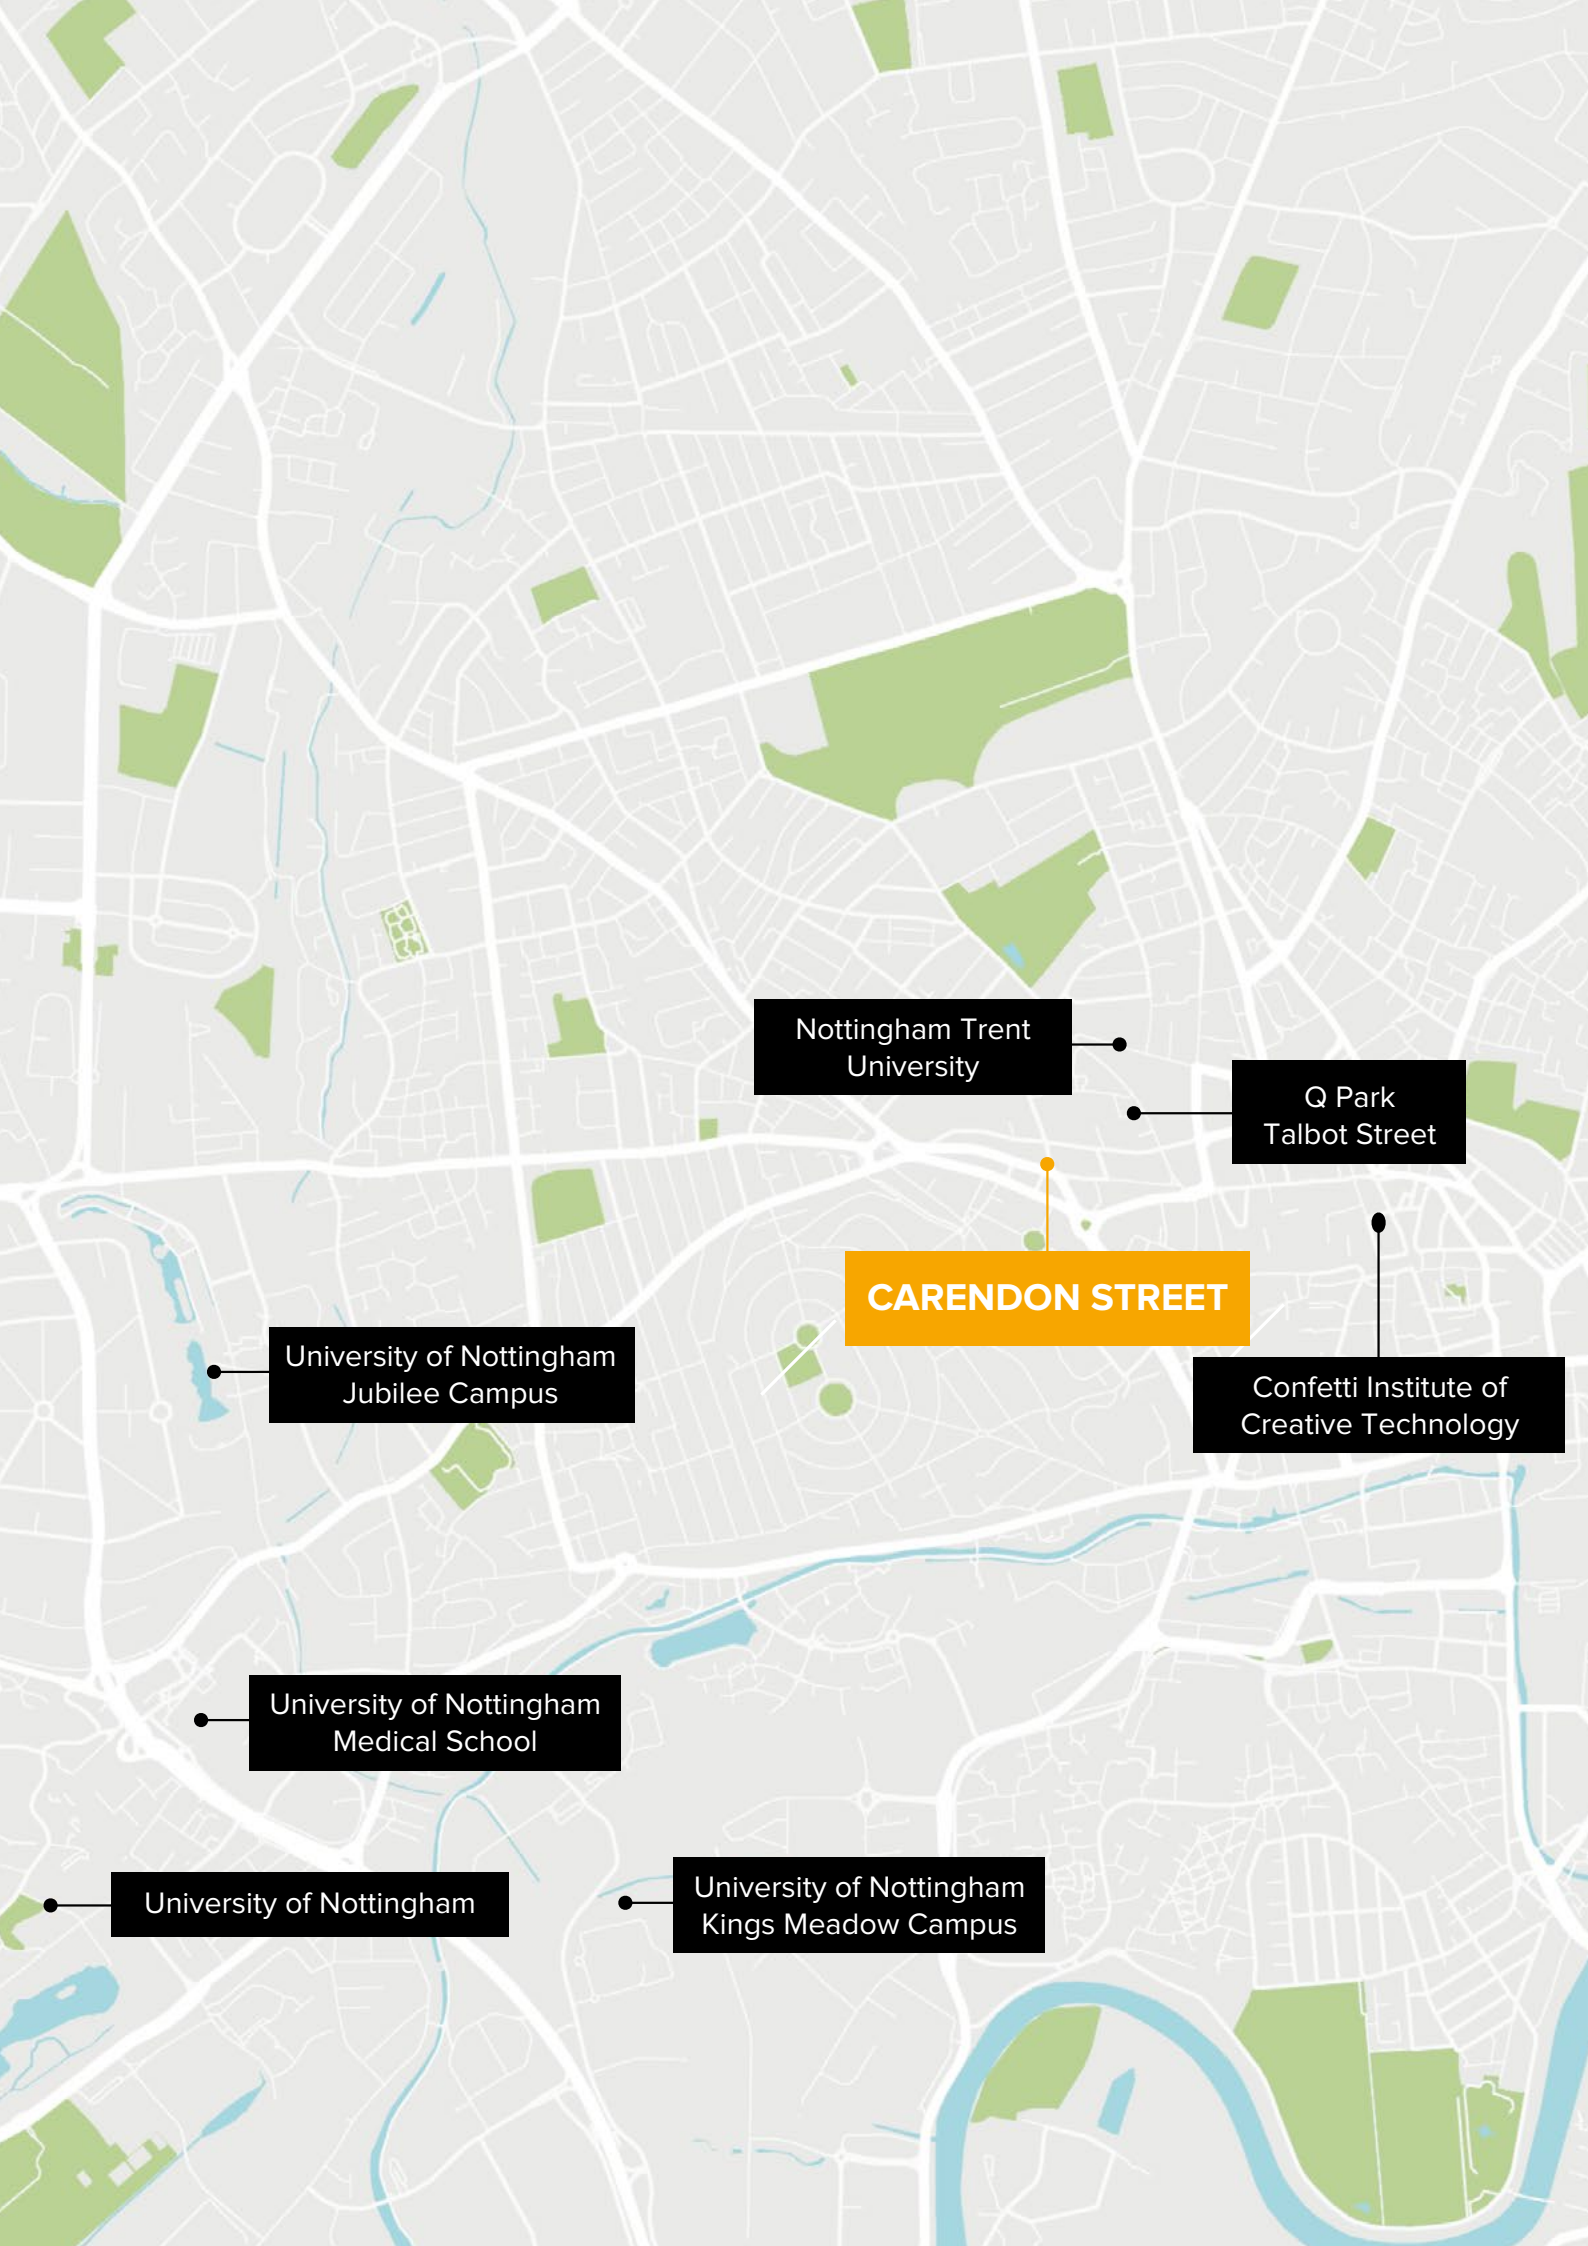 Nottingham Trent
University
Q Park
Talbot Street
CARENDON STREET
University of Nottingham
Jubilee Campus
Confetti Institute of
Creative Technology
University of Nottingham
Medical School
University of Nottingham
University of Nottingham
Kings Meadow Campus